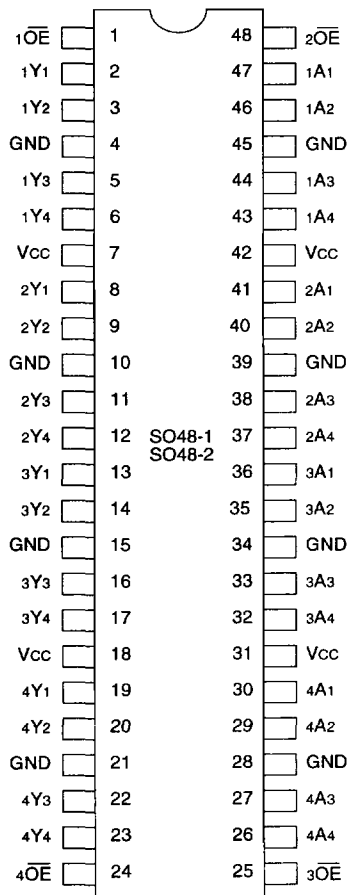 1OE 1 48 2OE
1Y1 2 47 1A1
1Y2 3 46 1A2
GND 4 45 GND
1Y3 5 44 1A3
1Y4 6 43 1A4
Vcc 7 42 Vcc
2Y1 8 41 2A1
2Y2 9 40 2A2
GND 10 39 GND
2Y3 11 38 2A3
2Y4 12 SO48-1 37 2A4
SO48-2
3Y1 13 36 3A1
3Y2 14 35 3A2
GND 15 34 GND
3Y3 16 33 3A3
3Y4 17 32 3A4
Vcc 18 31 Vcc
4Y1 19 30 4A1
4Y2 20 29 4A2
GND 21 28 GND
4Y3 22 27 4A3
4Y4 23 26 4A4
4OE 24 25 3OE